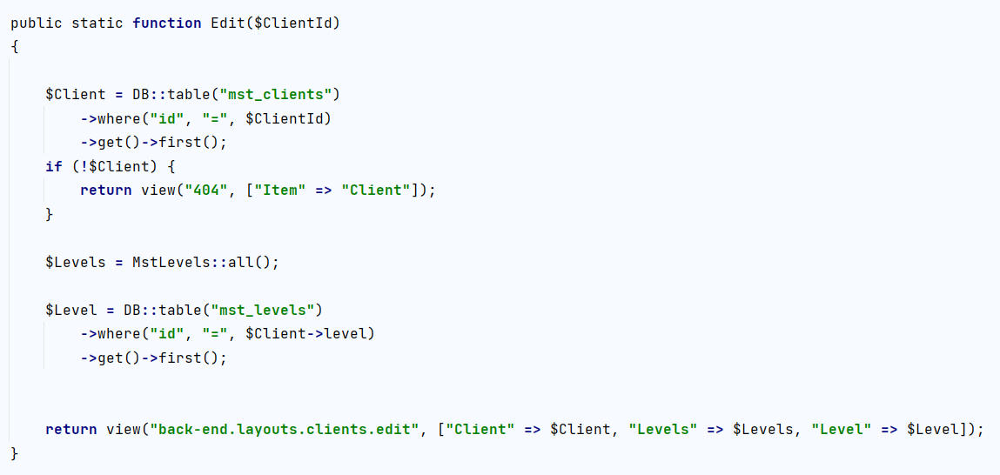 public static function Edit($ClientId)
{
    $Client = DB::table("mst_clients")
        ->where("id", "=", $ClientId)
        ->get()->first();
    if (!$Client) {
        return view("404", ["Item" => "Client"]);
    }
    $Levels = MstLevels::all();
    $Level = DB::table("mst_levels")
        ->where("id", "=", $Client->level)
        ->get()->first();
    return view("back-end.layouts.clients.edit", ["Client" => $Client, "Levels" => $Levels, "Level" => $Level]);
}